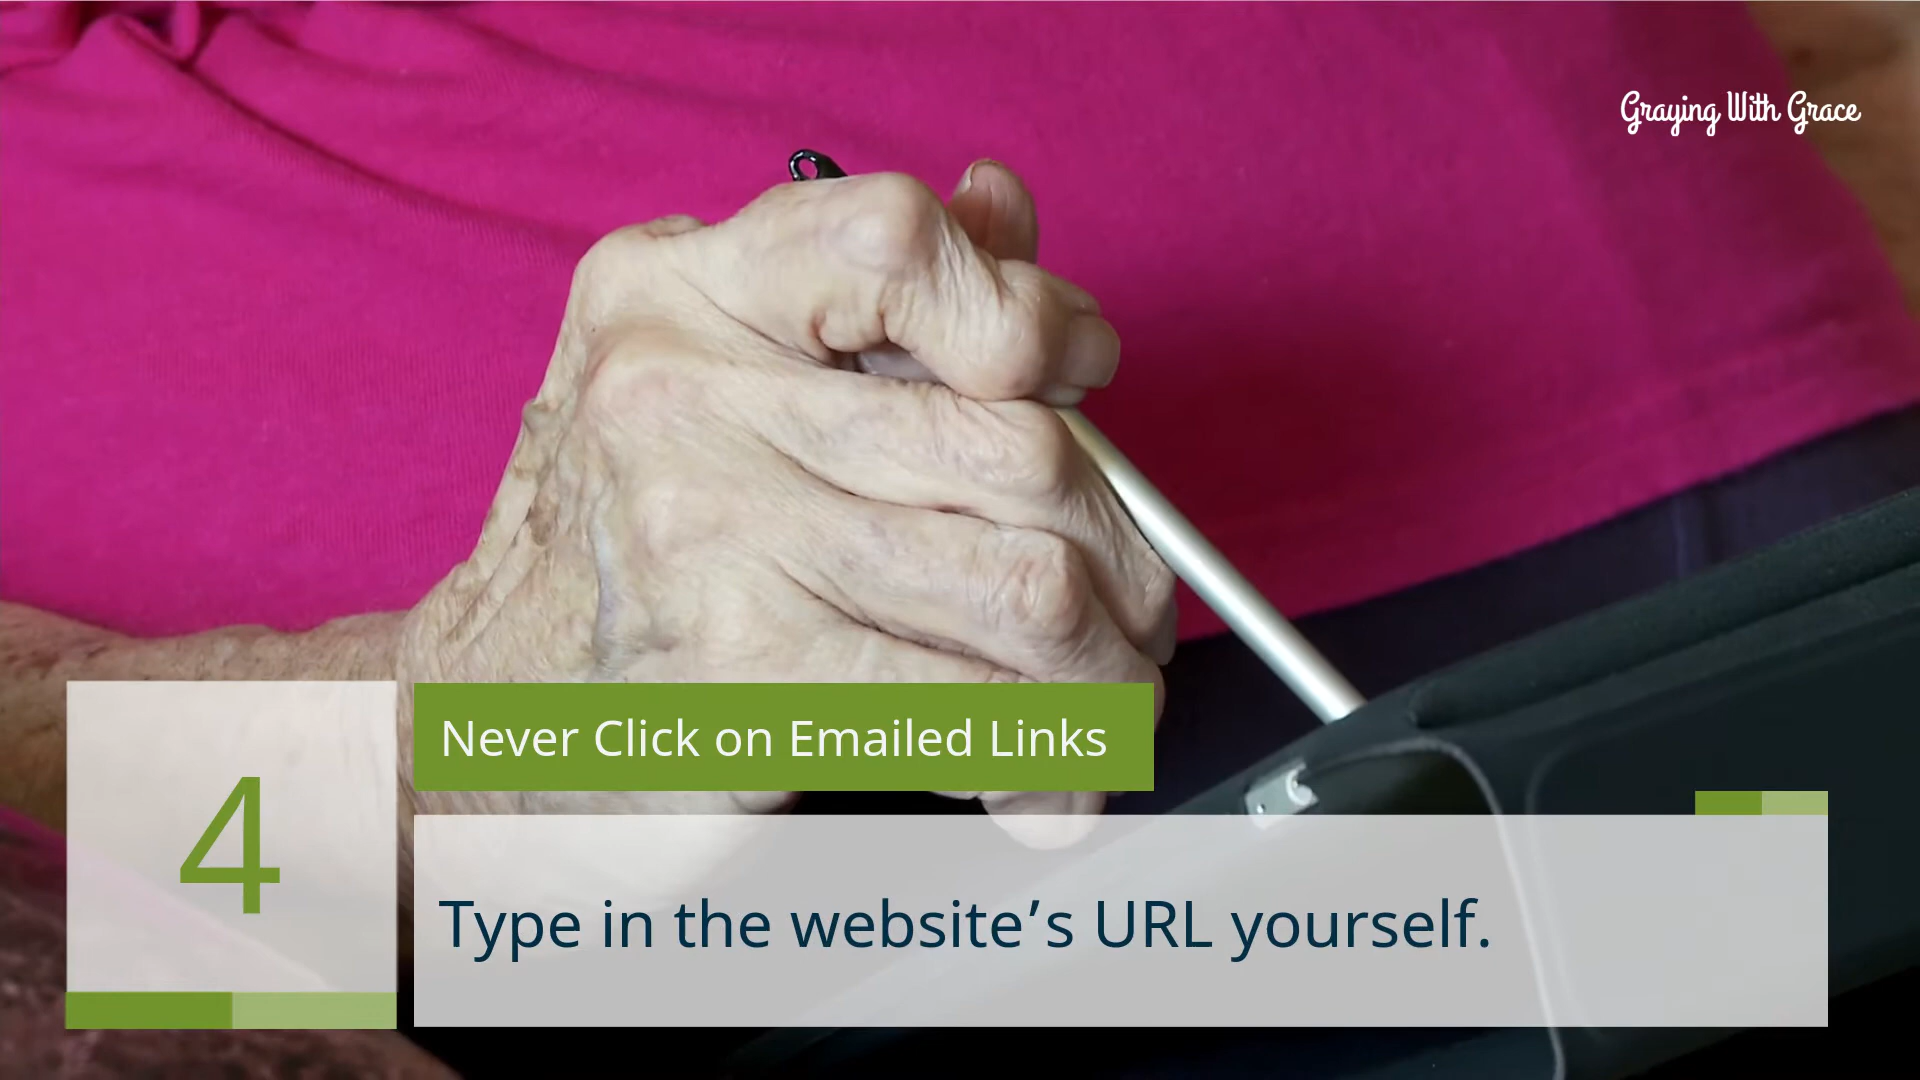 Graying With Grace
4
Never Click on Emailed Links
Type in the website’s URL yourself.